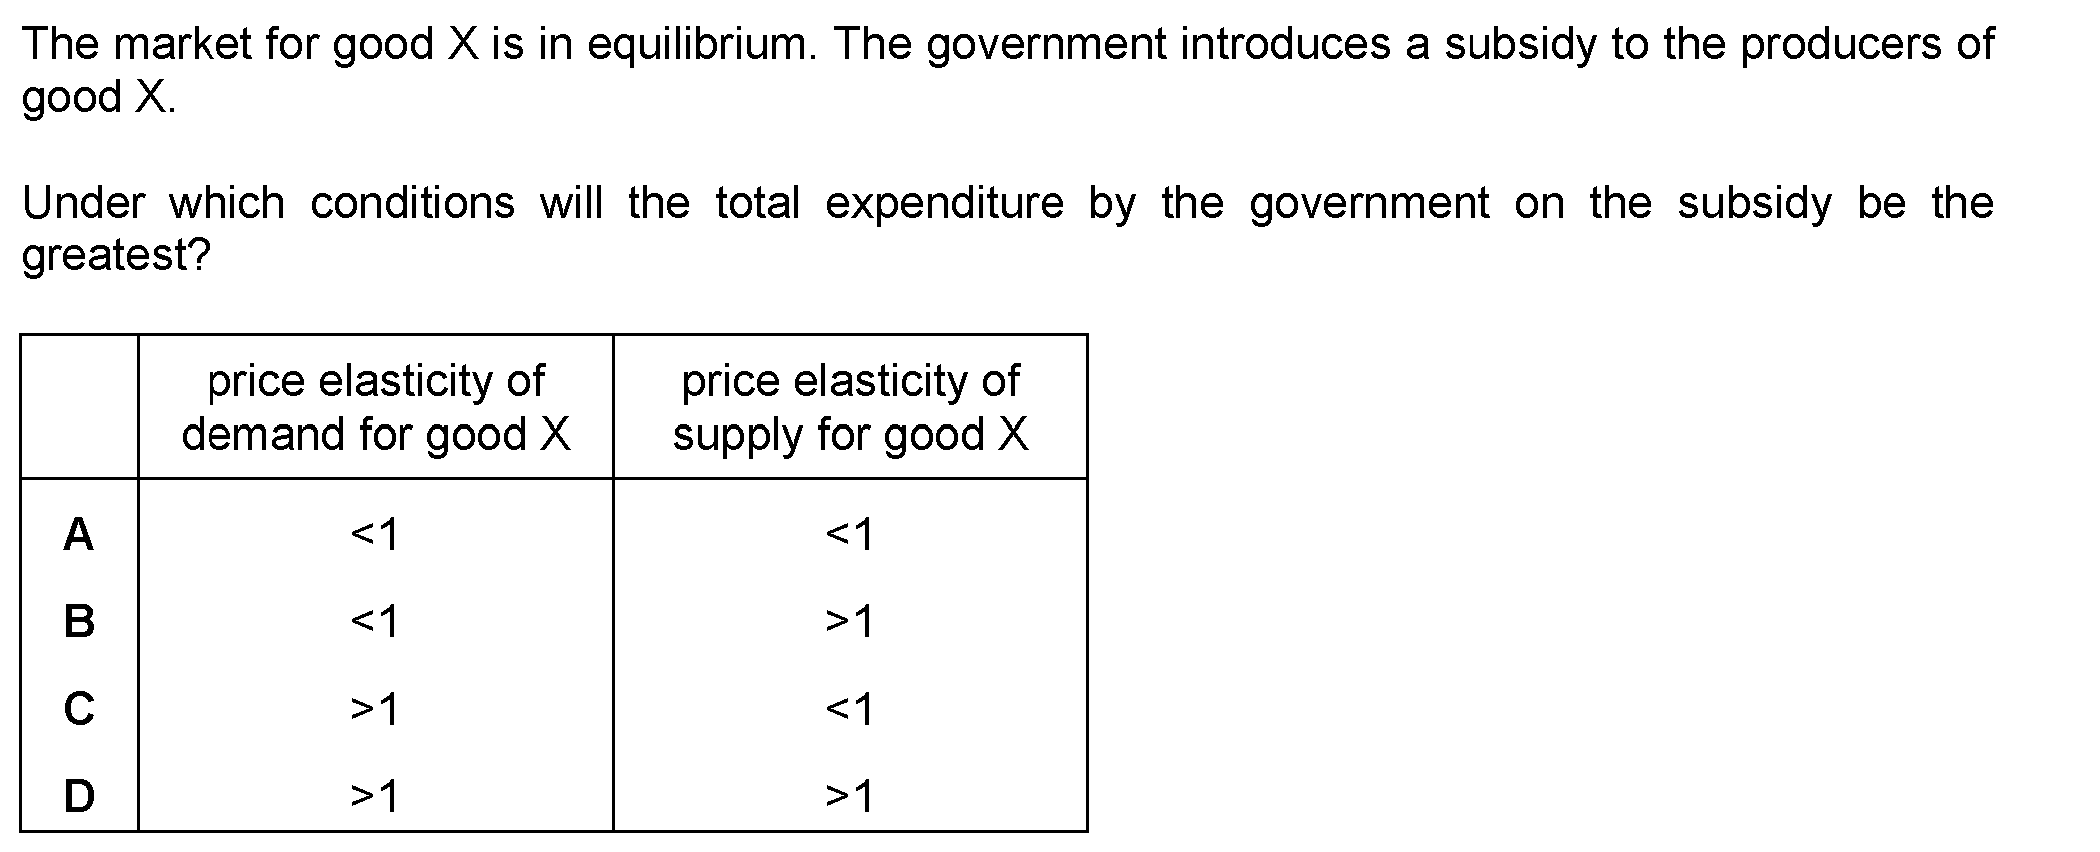 The market for good X is in equilibrium. The government introduces a subsidy to the producers of
good X.
Under which conditions will the total expenditure by the government on the subsidy be the
greatest?
price elasticity of
demand for good X
price elasticity of
supply for good X
A <1 <1
B <1 >1
C >1 <1
D >1 >1